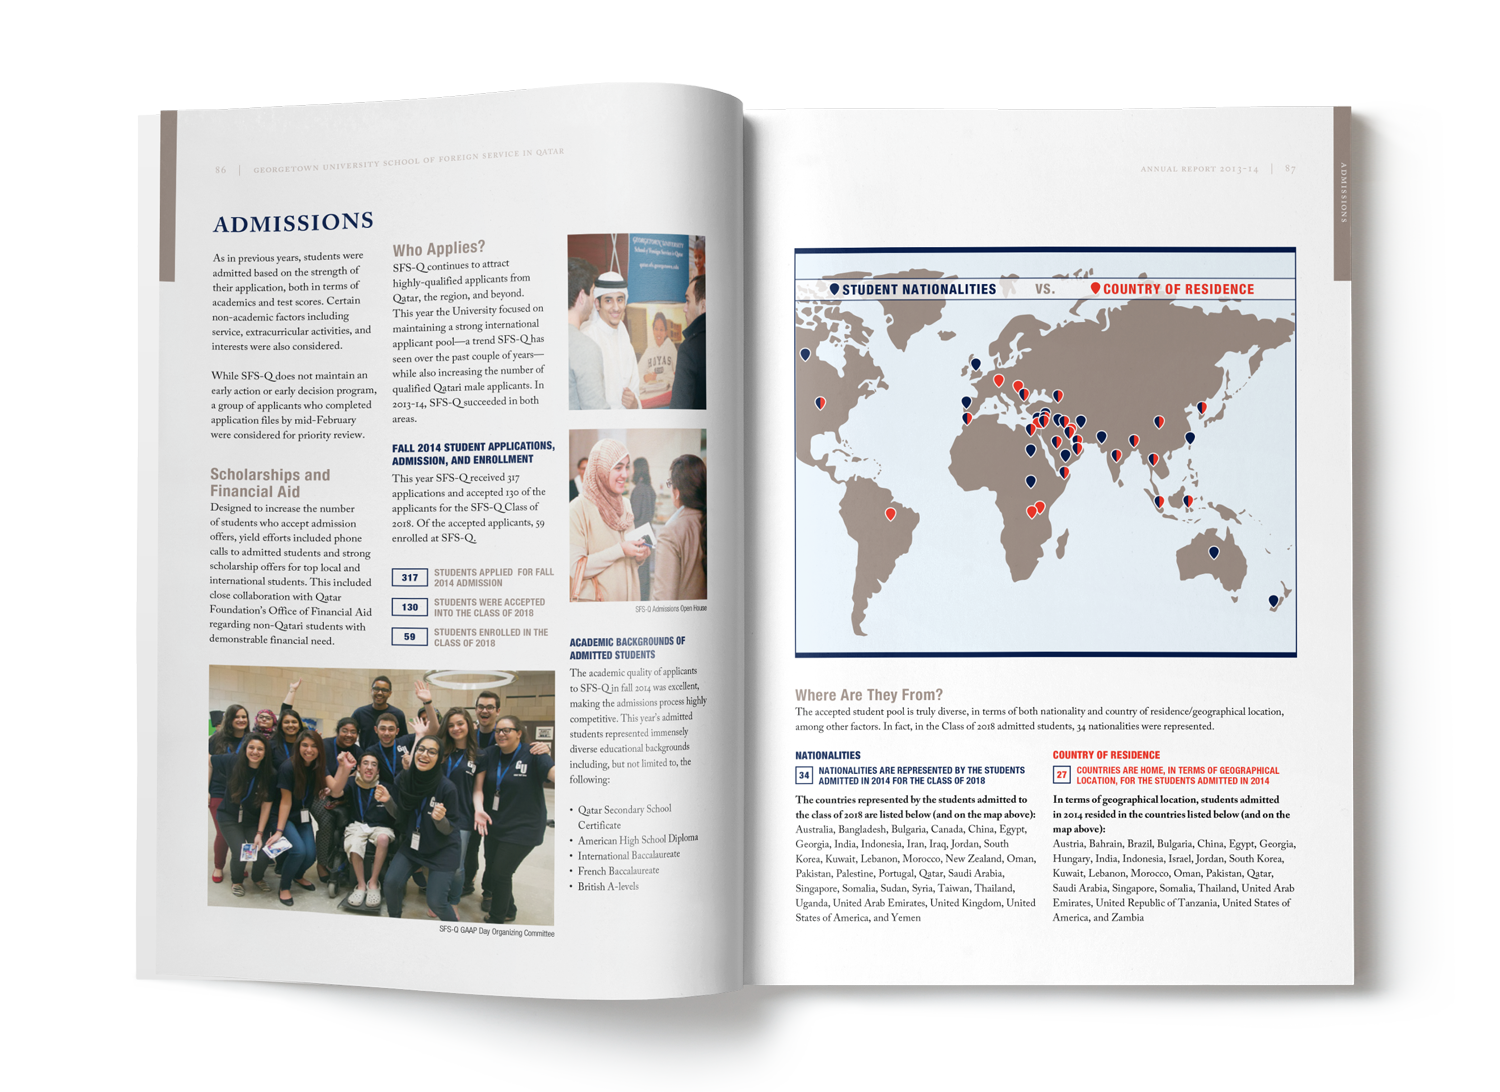 86 | GEORGETOWN UNIVERSITY SCHOOL OF FOREIGN SERVICE IN QATAR
ADMISSIONS
As in previous years, students were
admitted based on the strength of
their application, both in terms of
academics and test scores. Certain
non-academic factors including
service, extracurricular activities, and
interests were also considered.
While SFS-Q does not maintain an
early action or early decision program,
a group of applicants who completed
application files by mid-February
were considered for priority review.
Scholarships and
Financial Aid
Designed to increase the number
of students who accept admission
offers, yield efforts included phone
calls to admitted students and strong
scholarship offers for top local and
international students. This included
close collaboration with Qatar
Foundation's Office of Financial Aid
regarding non-Qatari students with
demonstrable financial need.
Who Applies?
SFS-Q continues to attract
highly-qualified applicants from
Qatar, the region, and beyond.
This year the University focused on
maintaining a strong international
applicant pool—a trend SFS-Q has
seen over the past couple of years—
while also increasing the number of
qualified Qatari male applicants. In
2013-14, SFS-Q succeeded in both
areas.
FALL 2014 STUDENT APPLICATIONS,
ADMISSION, AND ENROLLMENT
This year SFS-Q received 317
applications and accepted 130 of the
applicants for the SFS-Q Class of
2018. Of the accepted applicants, 59
enrolled at SFS-Q.
317 STUDENTS APPLIED FOR FALL
2014 ADMISSION
130 STUDENTS WERE ACCEPTED
INTO THE CLASS OF 2018
59 STUDENTS ENROLLED IN THE
CLASS OF 2018
GU
GU
SFS-Q GAAP Day Organizing Committee
GEORGETOWN UNIVERSITY
School of Foreign Service in Qatar
HOYAS
SFS-Q Admissions Open House
ACADEMIC BACKGROUNDS OF
ADMITTED STUDENTS
The academic quality of applicants
to SFS-Q in fall 2014 was excellent,
making the admissions process highly
competitive. This year's admitted
students represented immensely
diverse educational backgrounds
including, but not limited to, the
following:
• Qatar Secondary School
Certificate
• American High School Diploma
• International Baccalaureate
• French Baccalaureate
• British A-levels
ANNUAL REPORT 2013-14 | 87
ADMISSIONS
STUDENT NATIONALITIES VS. COUNTRY OF RESIDENCE
Where Are They From?
The accepted student pool is truly diverse, in terms of both nationality and country of residence/geographical location,
among other factors. In fact, in the Class of 2018 admitted students, 34 nationalities were represented.
NATIONALITIES
34 NATIONALITIES ARE REPRESENTED BY THE STUDENTS
ADMITTED IN 2014 FOR THE CLASS OF 2018
The countries represented by the students admitted to
the class of 2018 are listed below (and on the map above):
Australia, Bangladesh, Bulgaria, Canada, China, Egypt,
Georgia, India, Indonesia, Iran, Iraq, Jordan, South
Korea, Kuwait, Lebanon, Morocco, New Zealand, Oman,
Pakistan, Palestine, Portugal, Qatar, Saudi Arabia,
Singapore, Somalia, Sudan, Syria, Taiwan, Thailand,
Uganda, United Arab Emirates, United Kingdom, United
States of America, and Yemen
COUNTRY OF RESIDENCE
27 COUNTRIES ARE HOME, IN TERMS OF GEOGRAPHICAL
LOCATION, FOR THE STUDENTS ADMITTED IN 2014
In terms of geographical location, students admitted
in 2014 resided in the countries listed below (and on the
map above):
Austria, Bahrain, Brazil, Bulgaria, China, Egypt, Georgia,
Hungary, India, Indonesia, Israel, Jordan, South Korea,
Kuwait, Lebanon, Morocco, Oman, Pakistan, Qatar,
Saudi Arabia, Singapore, Somalia, Thailand, United Arab
Emirates, United Republic of Tanzania, United States of
America, and Zambia